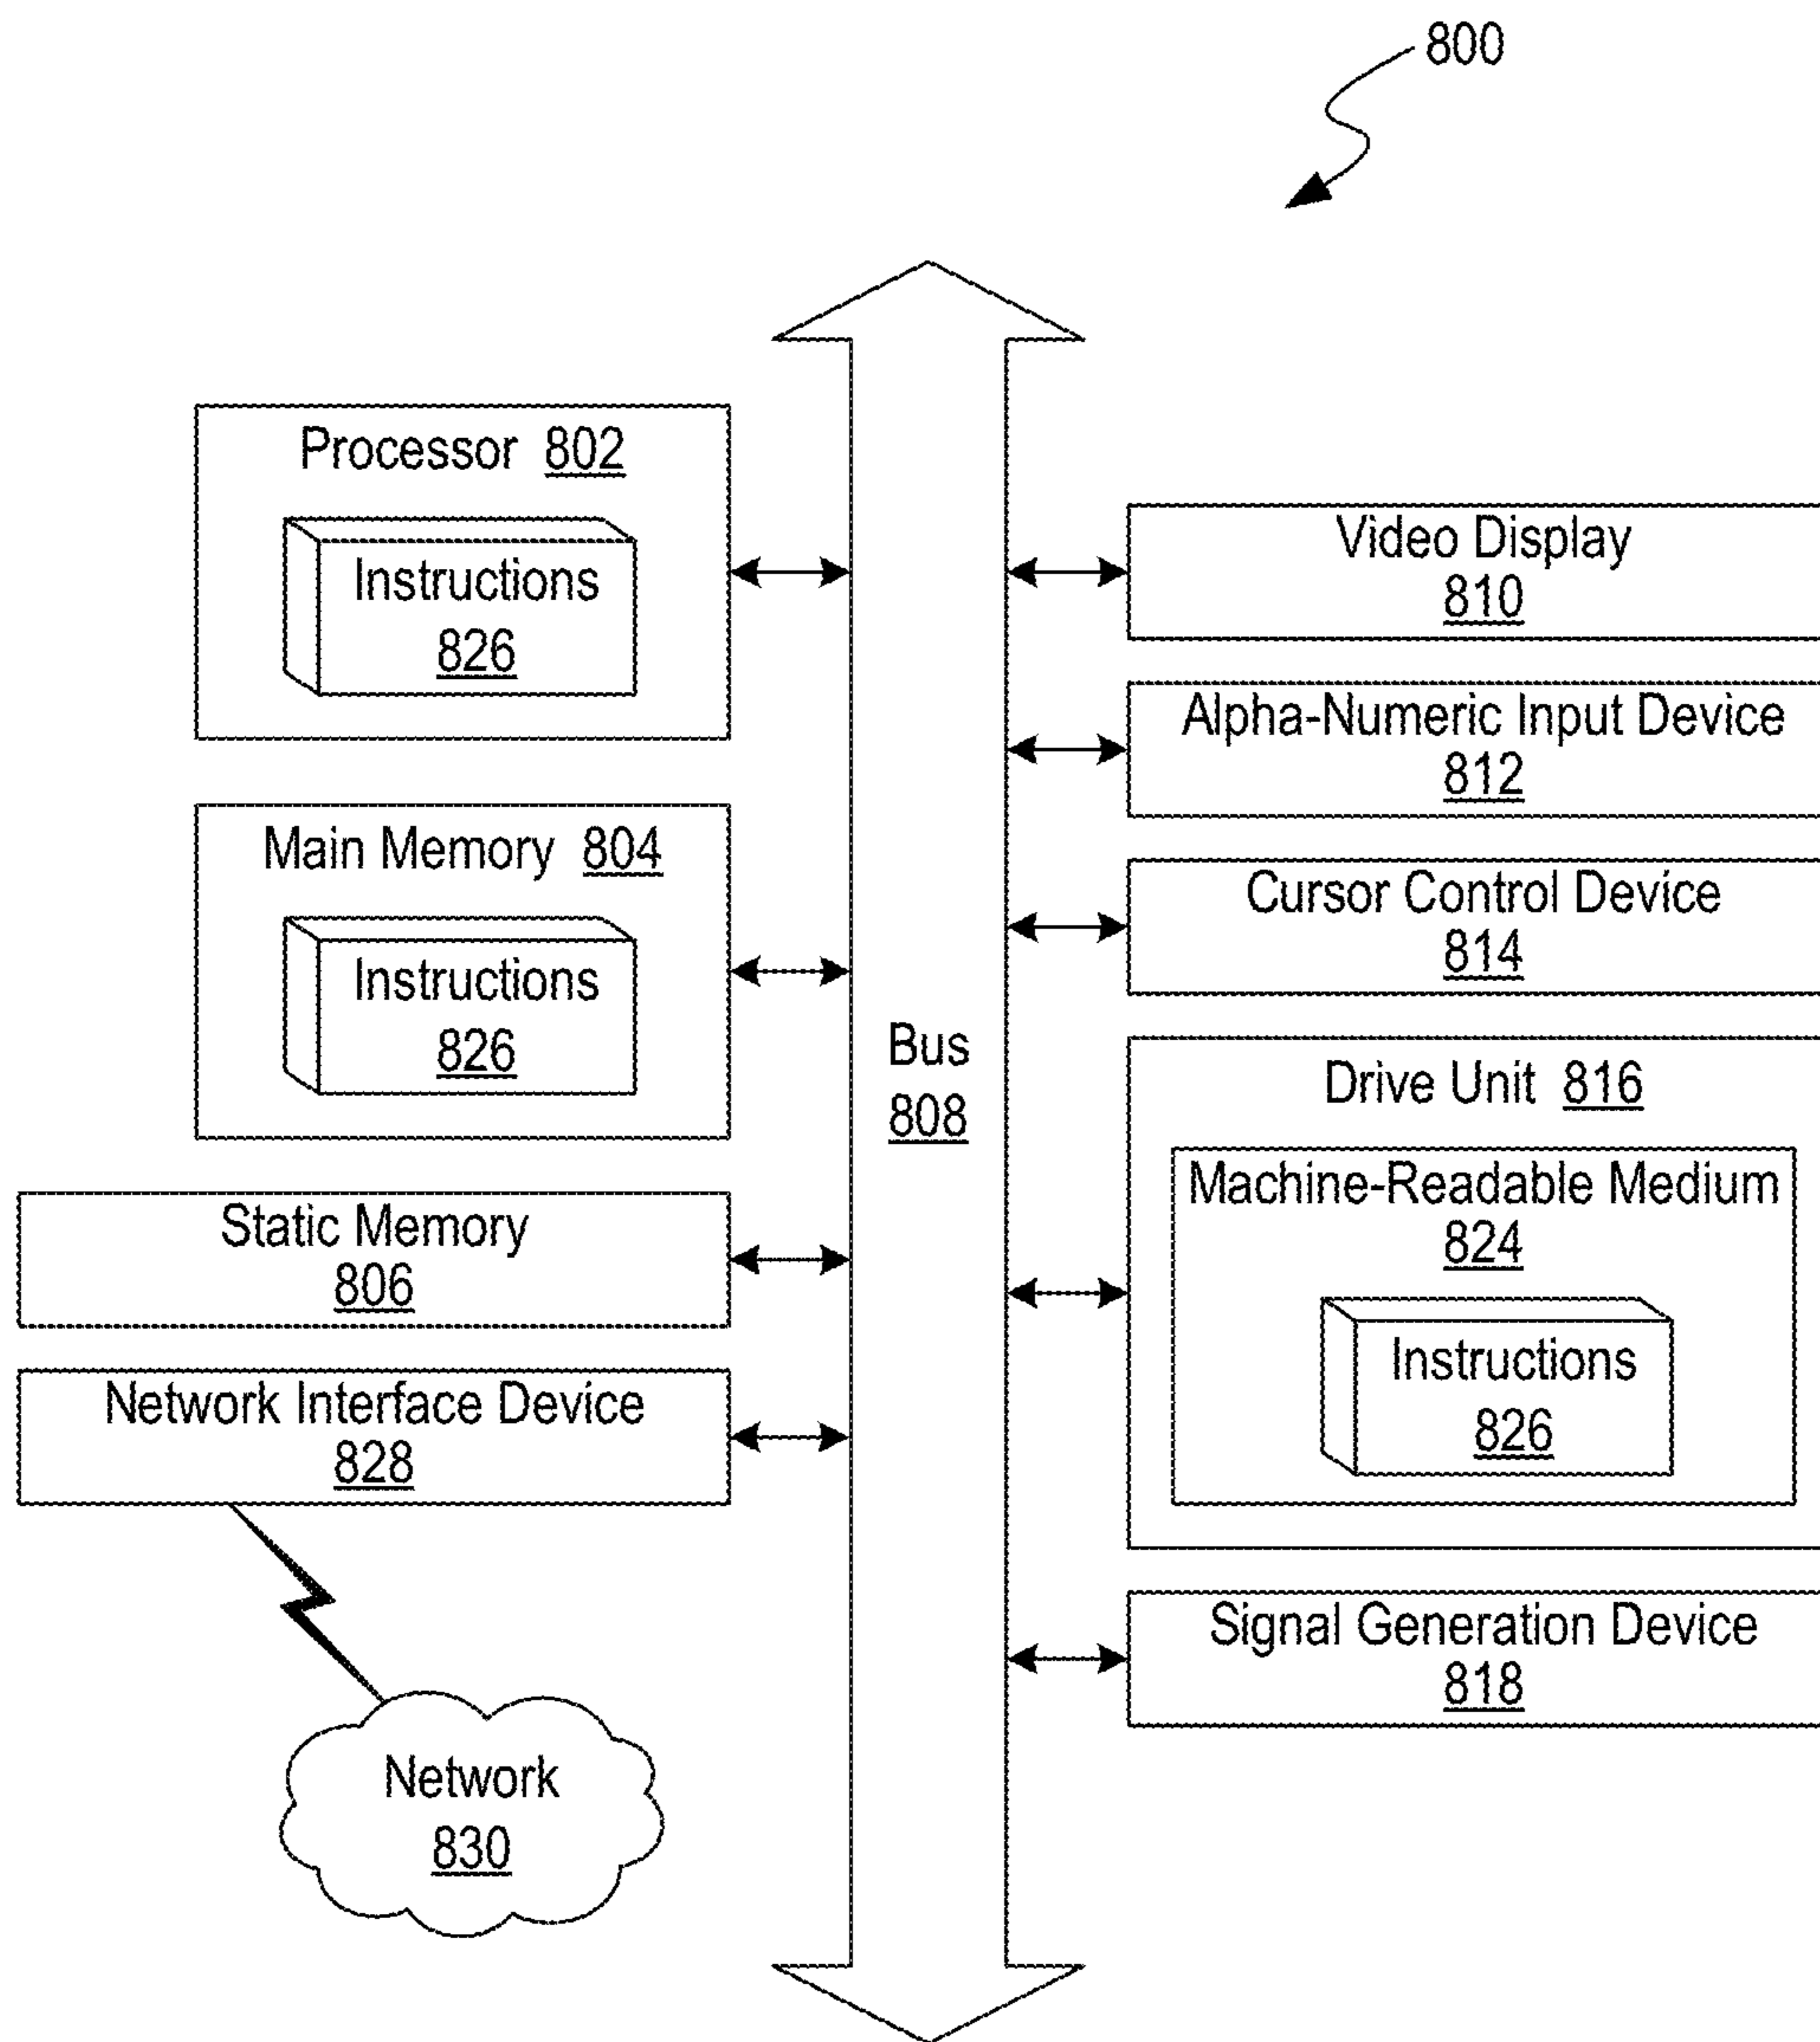 800
Processor 802
Instructions
826
Main Memory 804
Instructions
826
Static Memory
806
Network Interface Device
828
Network
830
Bus
808
Video Display
810
Alpha-Numeric Input Device
812
Cursor Control Device
814
Drive Unit 816
Machine-Readable Medium
824
Instructions
826
Signal Generation Device
818